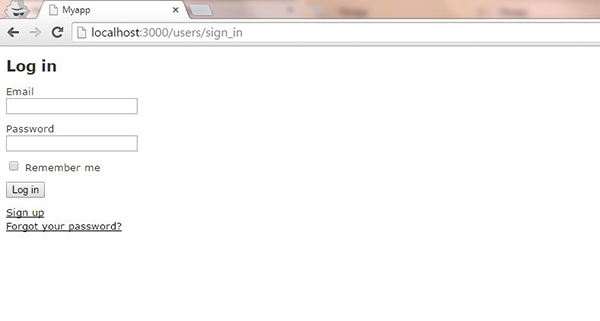 Myapp
localhost:3000/users/sign_in
Log in
Email
Password
Remember me
Log in
Sign up
Forgot your password?